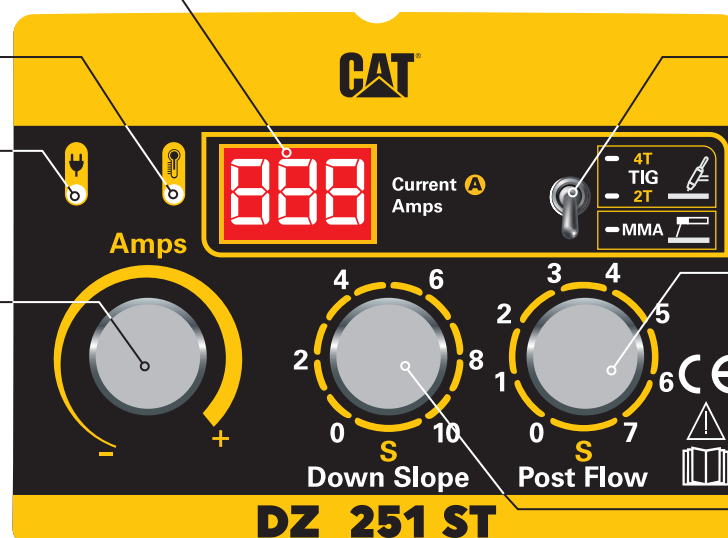 CAT®
888
Current A
Amps
4T
TIG
2T
MMA
Amps
- +
0 2 4 6 8 10
S
Down Slope
0 1 2 3 4 5 6 7
S
Post Flow
CE
DZ 251 ST